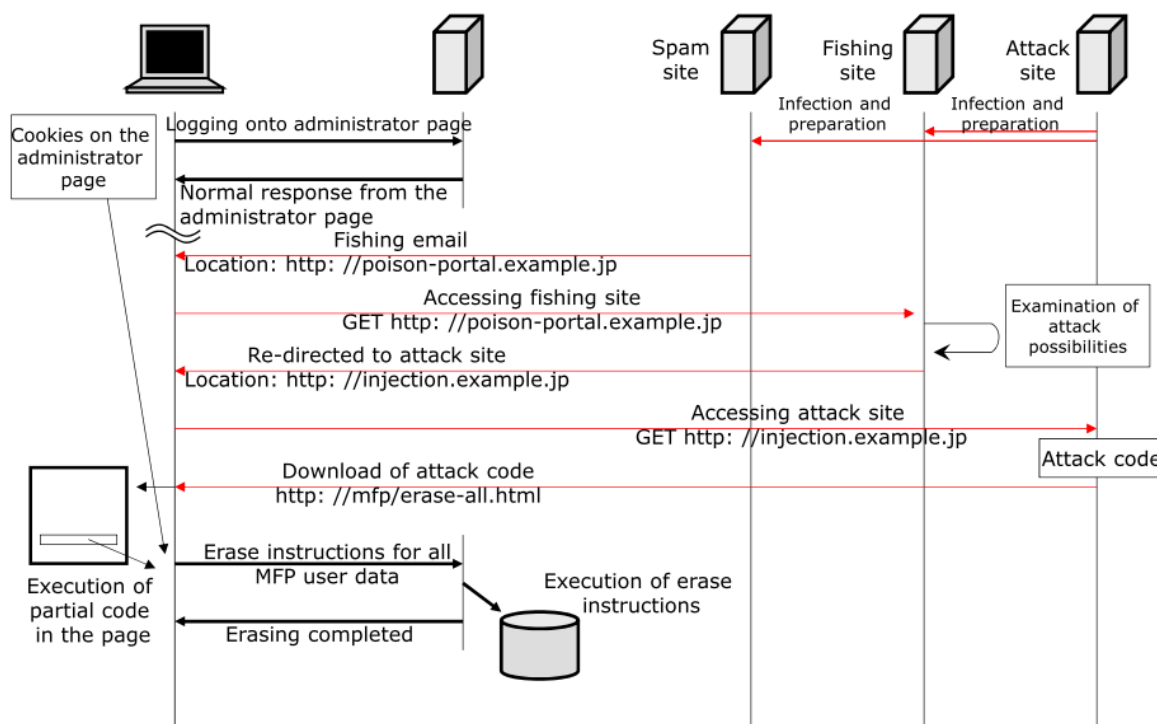 Spam
site
Fishing
site
Attack
site
Infection and
preparation
Infection and
preparation
Cookies on the
administrator
page
Logging onto administrator page
Normal response from the
administrator page
Fishing email
Location: http: //poison-portal.example.jp
Accessing fishing site
GET http: //poison-portal.example.jp
Examination of
attack
possibilities
Re-directed to attack site
Location: http: //injection.example.jp
Accessing attack site
GET http: //injection.example.jp
Attack code
Download of attack code
http: //mfp/erase-all.html
Erase instructions for all
MFP user data
Execution of erase
instructions
Execution of
partial code
in the page
Erasing completed